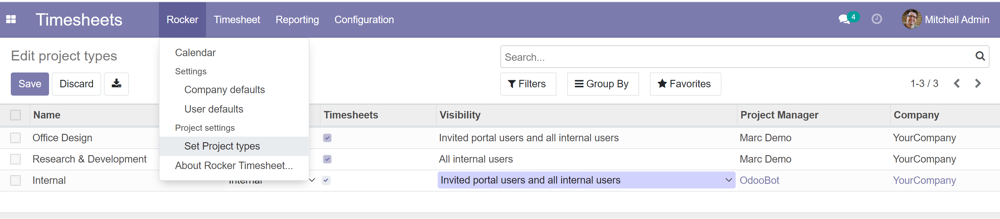 Timesheets Rocker Timesheet Reporting Configuration 4 Mitchell Admin
Edit project types
Save Discard
Calendar
Settings
Company defaults
User defaults
Project settings
Set Project types
About Rocker Timesheet...
Search...
Filters Group By Favorites 1-3 / 3
Name Timesheets Visibility Project Manager Company
Office Design Invited portal users and all internal users Marc Demo YourCompany
Research & Development All internal users Marc Demo YourCompany
Internal Internal Invited portal users and all internal users OdooBot YourCompany